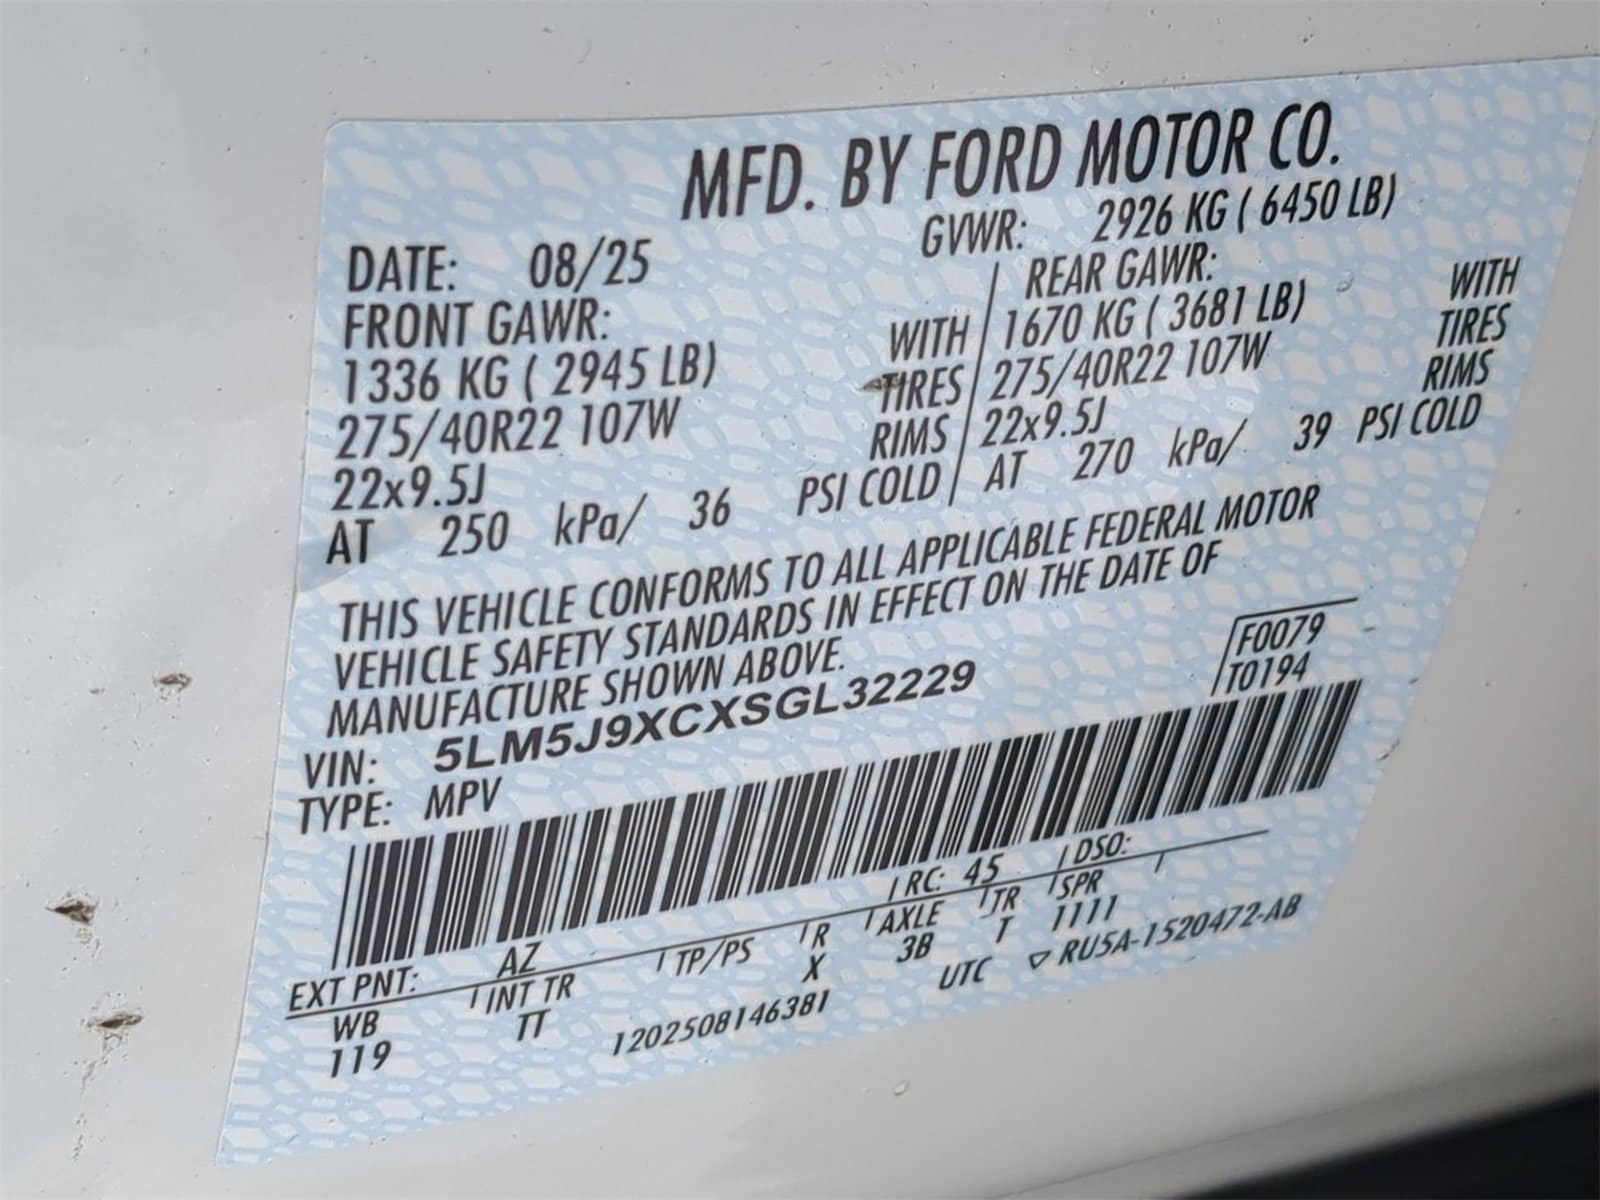 MFD. BY FORD MOTOR CO.
DATE: 08/25 GVWR: 2926 KG ( 6450 LB)
FRONT GAWR: REAR GAWR:
1336 KG ( 2945 LB) WITH 1670 KG ( 3681 LB) WITH
275/40R22 107W TIRES 275/40R22 107W TIRES
22x9.5J RIMS 22x9.5J RIMS
AT 250 kPa/ 36 PSI COLD AT 270 kPa/ 39 PSI COLD
THIS VEHICLE CONFORMS TO ALL APPLICABLE FEDERAL MOTOR
VEHICLE SAFETY STANDARDS IN EFFECT ON THE DATE OF
MANUFACTURE SHOWN ABOVE.
F0079
T0194
VIN: 5LM5J9XCXSGL32229
TYPE: MPV
EXT PNT: AZ RC: 45 DSO:
WB INT TR TP/PS R AXLE TR SPR
119 TT X 3B T 1111
1202508146381 UTC ▽ RU5A-1520472-AB